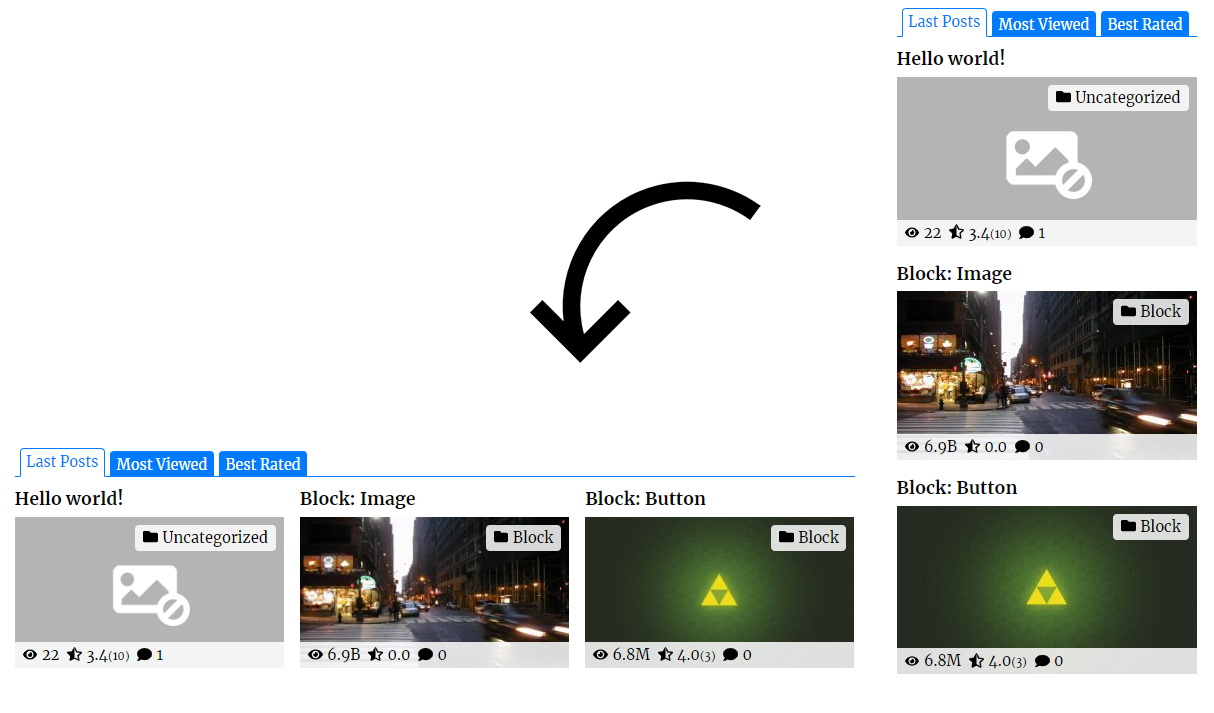 Last Posts Most Viewed Best Rated
Hello world!
Uncategorized
22 3.4(10) 1
Block: Image
Block
6.9B 0.0 0
Block: Button
Block
6.8M 4.0(3) 0
Last Posts Most Viewed Best Rated
Hello world!
Uncategorized
22 3.4(10) 1
Block: Image
Block
6.9B 0.0 0
Block: Button
Block
6.8M 4.0(3) 0